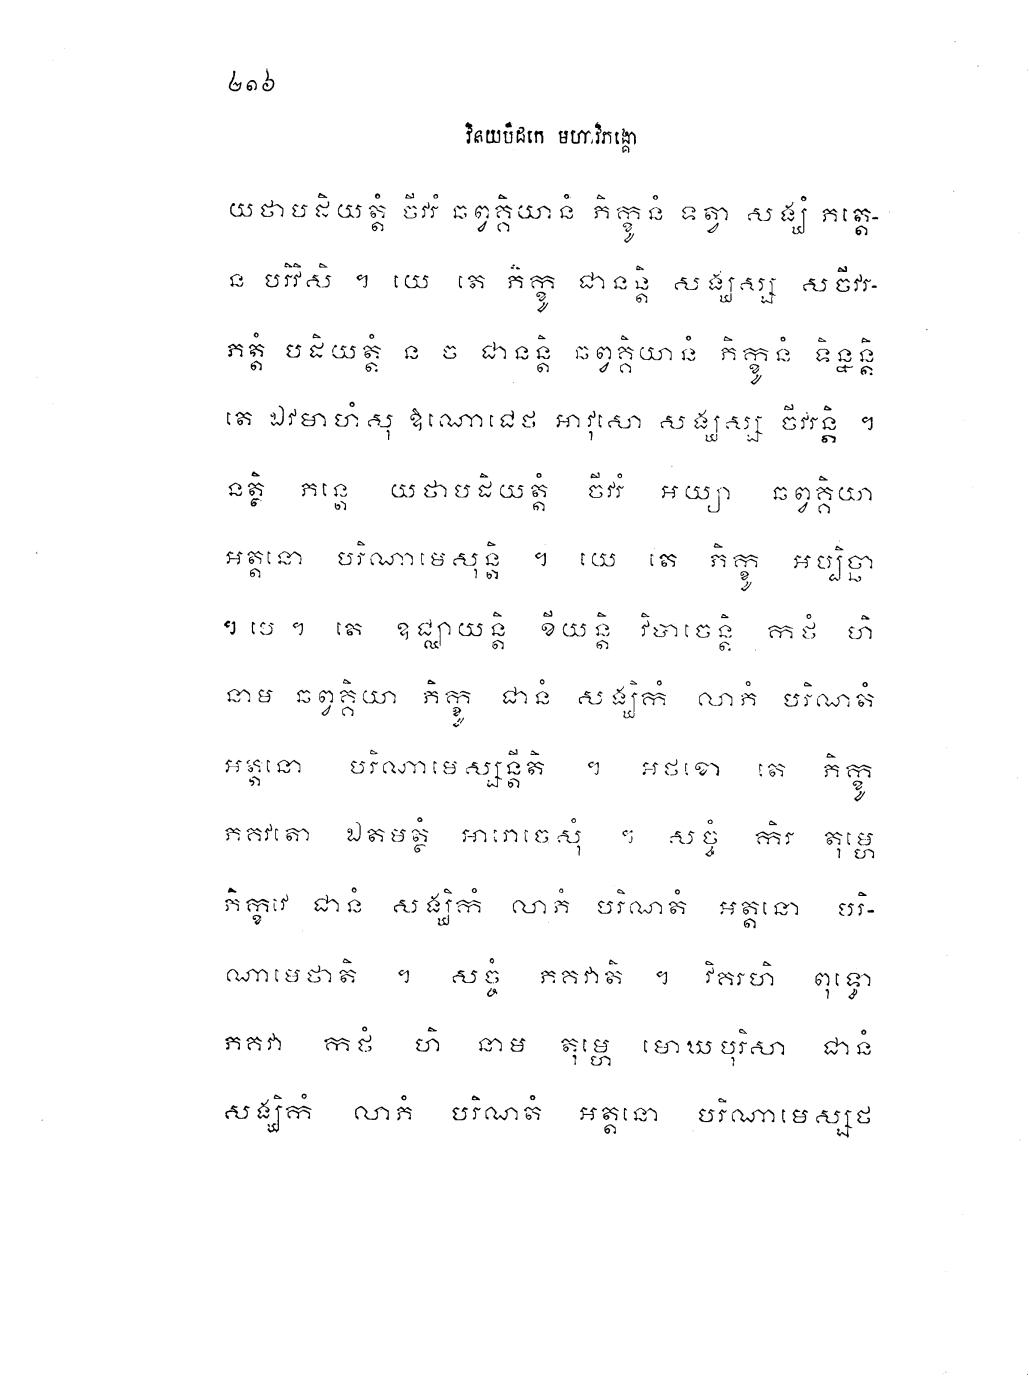 ៤៣៦
វិនយបិដកេ មហាវិភង្គោ
យថាបដិយត្តំ ចីវរំ ឆព្វគ្គិយានំ ភិក្ខូនំ ទត្វា សង្ឃំ ភត្តេ-
ន បរិវិសិ ។ យេ តេ ភិក្ខូ ជានន្តិ សង្ឃស្ស សចីវរ-
ភត្តំ បដិយត្តំ ន ច ជានន្តិ ឆព្វគ្គិយានំ ភិក្ខូនំ ទិន្នន្តិ
តេ ឯវមាហំសុ ឱណោជេថ អាវុសោ សង្ឃស្ស ចីវរន្តិ ។
នត្ថិ ភន្តេ យថាបដិយត្តំ ចីវរំ អយ្យា ឆព្វគ្គិយា
អត្តនោ បរិណាមេសុន្តិ ។ យេ តេ ភិក្ខូ អប្បិច្ឆា
។ បេ ។ តេ ឧជ្ឈាយន្តិ ខីយន្តិ វិបាចេន្តិ កថំ ហិ
នាម ឆព្វគ្គិយា ភិក្ខូ ជានំ សង្ឃិកំ លាភំ បរិណតំ
អត្តនោ បរិណាមេស្សន្តីតិ ។ អថខោ តេ ភិក្ខូ
ភគវតោ ឯតមត្ថំ អារោចេសុំ ។ សច្ចំ កិរ តុម្ហេ
ភិក្ខវេ ជានំ សង្ឃិកំ លាភំ បរិណតំ អត្តនោ បរិ-
ណាមេថាតិ ។ សច្ចំ ភគវាតិ ។ វិគរហិ ពុទ្ធោ
ភគវា កថំ ហិ នាម តុម្ហេ មោឃបុរិសា ជានំ
សង្ឃិកំ លាភំ បរិណតំ អត្តនោ បរិណាមេស្សថ